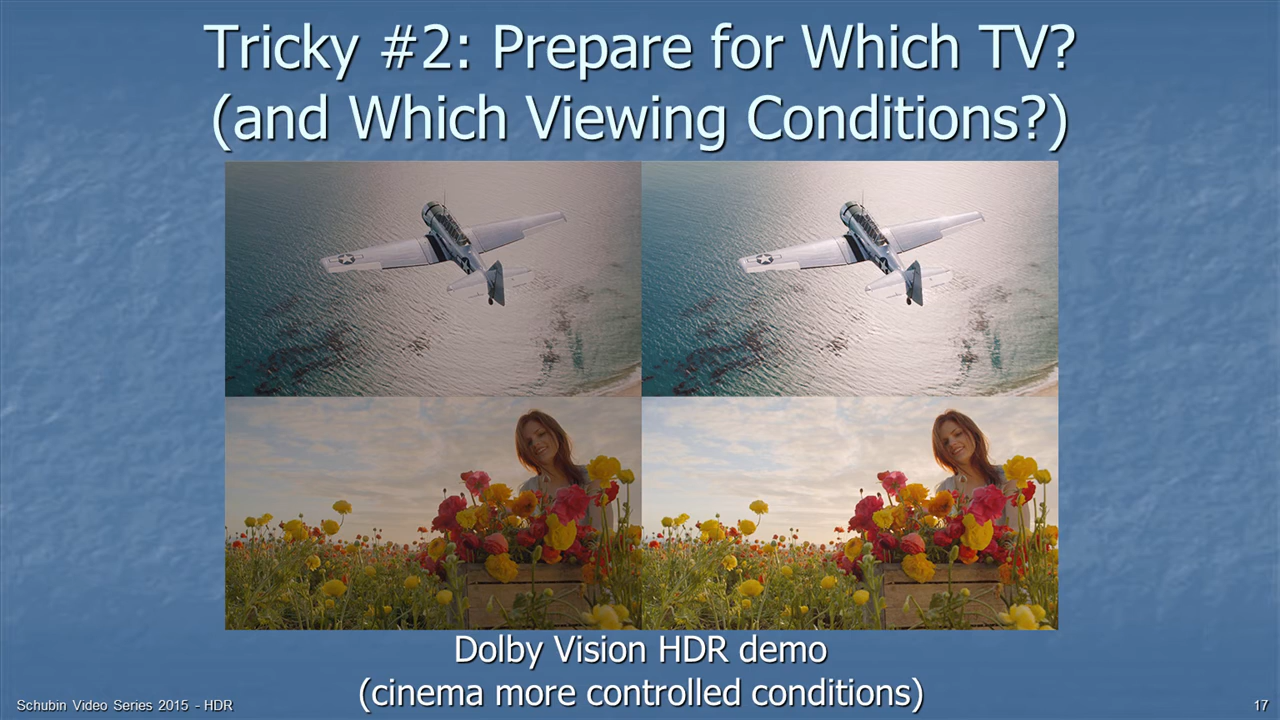 Tricky #2: Prepare for Which TV?
(and Which Viewing Conditions?)
Dolby Vision HDR demo
(cinema more controlled conditions)
Schubin Video Series 2015 - HDR
17